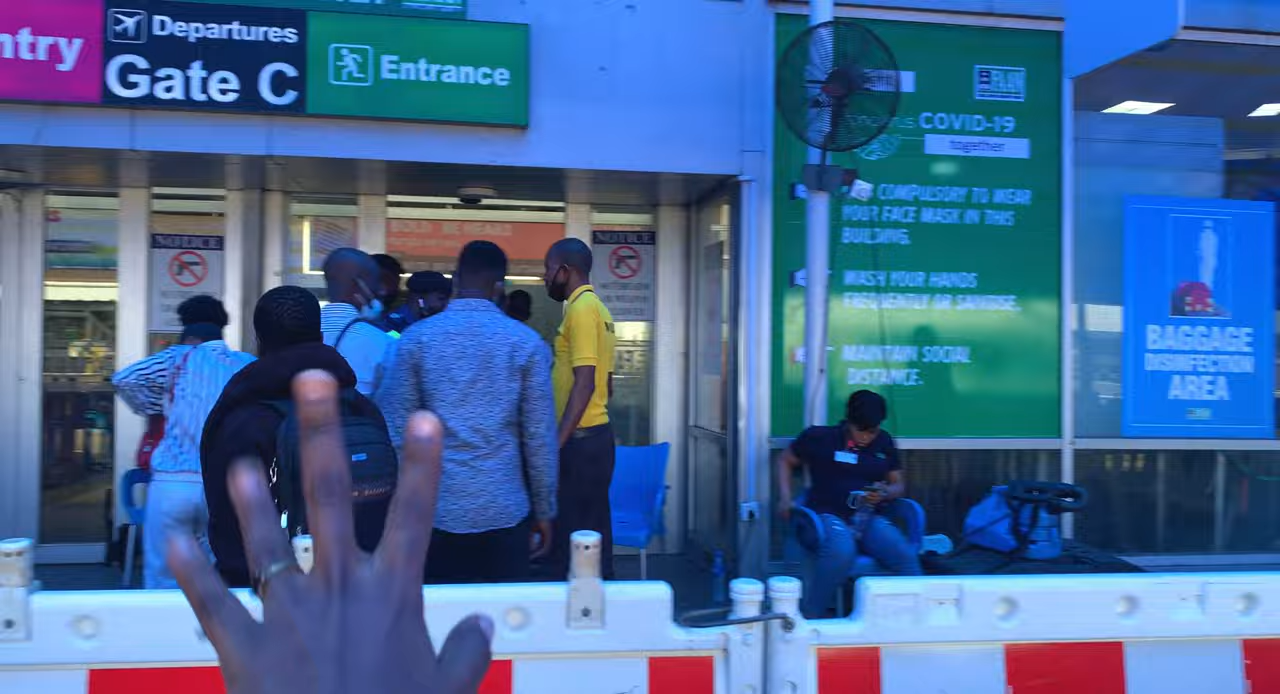 ntry
Departures
Gate C
Entrance
FAAN
COVID-19
together
COMPULSORY TO WEAR
YOUR FACE MASK IN THIS
BUILDING.
WASH YOUR HANDS
FREQUENTLY OR SANITISE.
MAINTAIN SOCIAL
DISTANCE.
NOTICE
NOTICE
BAGGAGE
DISINFECTION
AREA